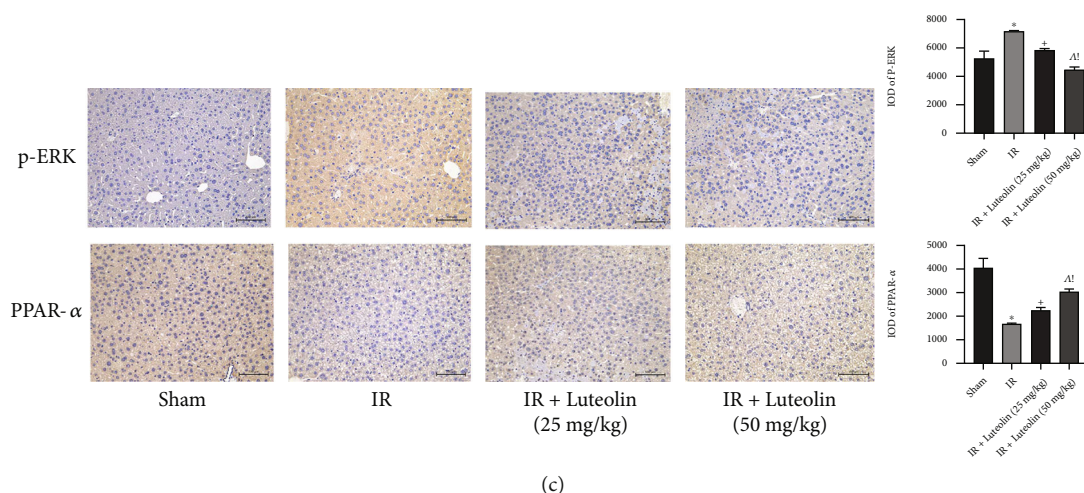 p-ERK
PPAR-α
Sham
IR
IR + Luteolin
(25 mg/kg)
IR + Luteolin
(50 mg/kg)
IOD of P-ERK
8000
6000
4000
2000
0
*
+
Λ!
Sham
IR
IR + Luteolin (25 mg/kg)
IR + Luteolin (50 mg/kg)
IOD of PPAR-α
5000
4000
3000
2000
1000
0
*
+
Λ!
Sham
IR
IR + Luteolin (25 mg/kg)
IR + Luteolin (50 mg/kg)
(c)